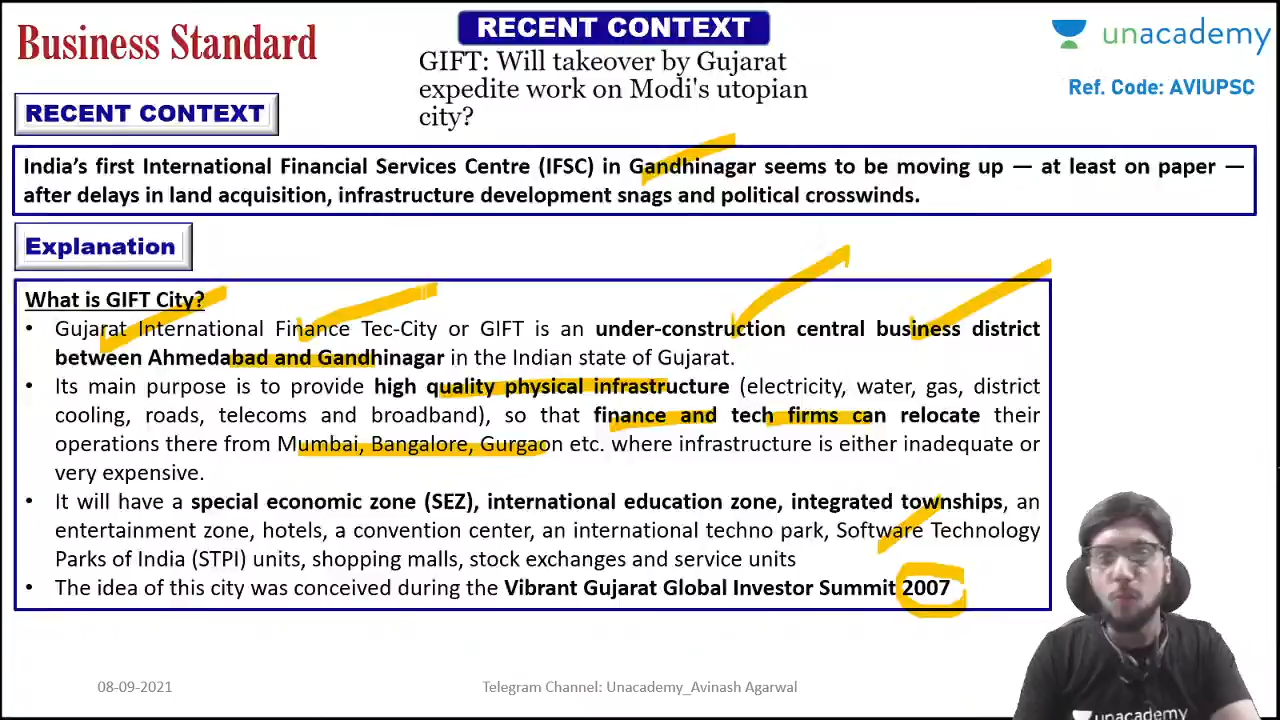 Business Standard
RECENT CONTEXT
unacademy
GIFT: Will takeover by Gujarat
expedite work on Modi's utopian
city?
Ref. Code: AVIUPSC
RECENT CONTEXT
India’s first International Financial Services Centre (IFSC) in Gandhinagar seems to be moving up — at least on paper —
after delays in land acquisition, infrastructure development snags and political crosswinds.
Explanation
What is GIFT City?
• Gujarat International Finance Tec-City or GIFT is an under-construction central business district
between Ahmedabad and Gandhinagar in the Indian state of Gujarat.
• Its main purpose is to provide high quality physical infrastructure (electricity, water, gas, district
cooling, roads, telecoms and broadband), so that finance and tech firms can relocate their
operations there from Mumbai, Bangalore, Gurgaon etc. where infrastructure is either inadequate or
very expensive.
• It will have a special economic zone (SEZ), international education zone, integrated townships, an
entertainment zone, hotels, a convention center, an international techno park, Software Technology
Parks of India (STPI) units, shopping malls, stock exchanges and service units
• The idea of this city was conceived during the Vibrant Gujarat Global Investor Summit 2007
08-09-2021
Telegram Channel: Unacademy_Avinash Agarwal
unacademy